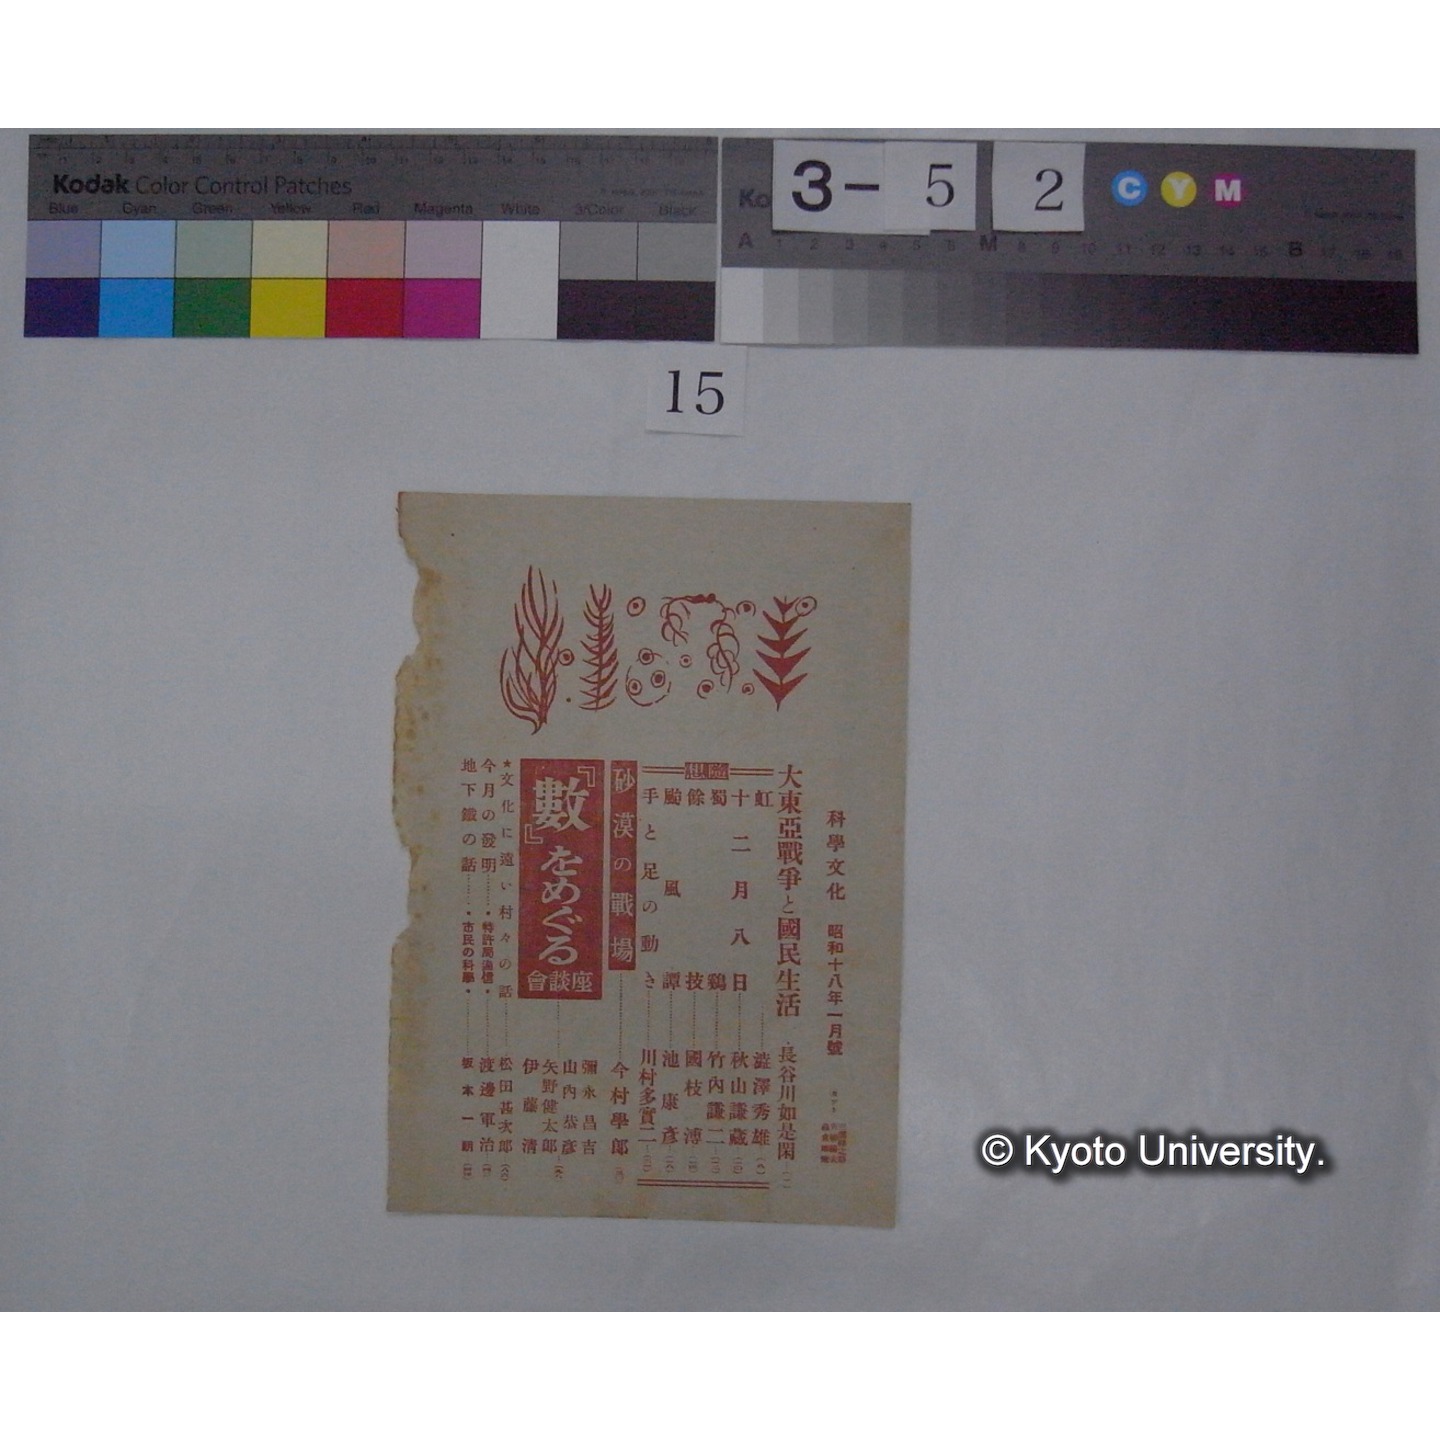 Kodak Color Control Patches
Blue Cyan Green Yellow Red Magenta White 3/Color Black
3-52
C Y M
A 1 2 3 4 5 6 M 8 9 10 11 12 13 14 15 B 17 18 19
15
科學文化 昭和十八年一月號
大東亞戰爭と國民生活 長谷川如是閑
隨想
虹 澁澤秀雄
十二月八日 秋山謙藏
蜀鷄 竹內謙二
餘技 國枝溥
颱風譚 池康彥
手と足の動き 川村多實二
砂漠の戰場 今村學郎
『數』をめぐる 座談會
彌永昌吉
山內恭彥
矢野健太郎
伊藤淸
★文化に遠い村々の話 松田甚次郎
今月の發明 ・特許局通信・ 渡邊軍治
地下鐵の話 ・市民の科學・ 坂本一朗
© Kyoto University.